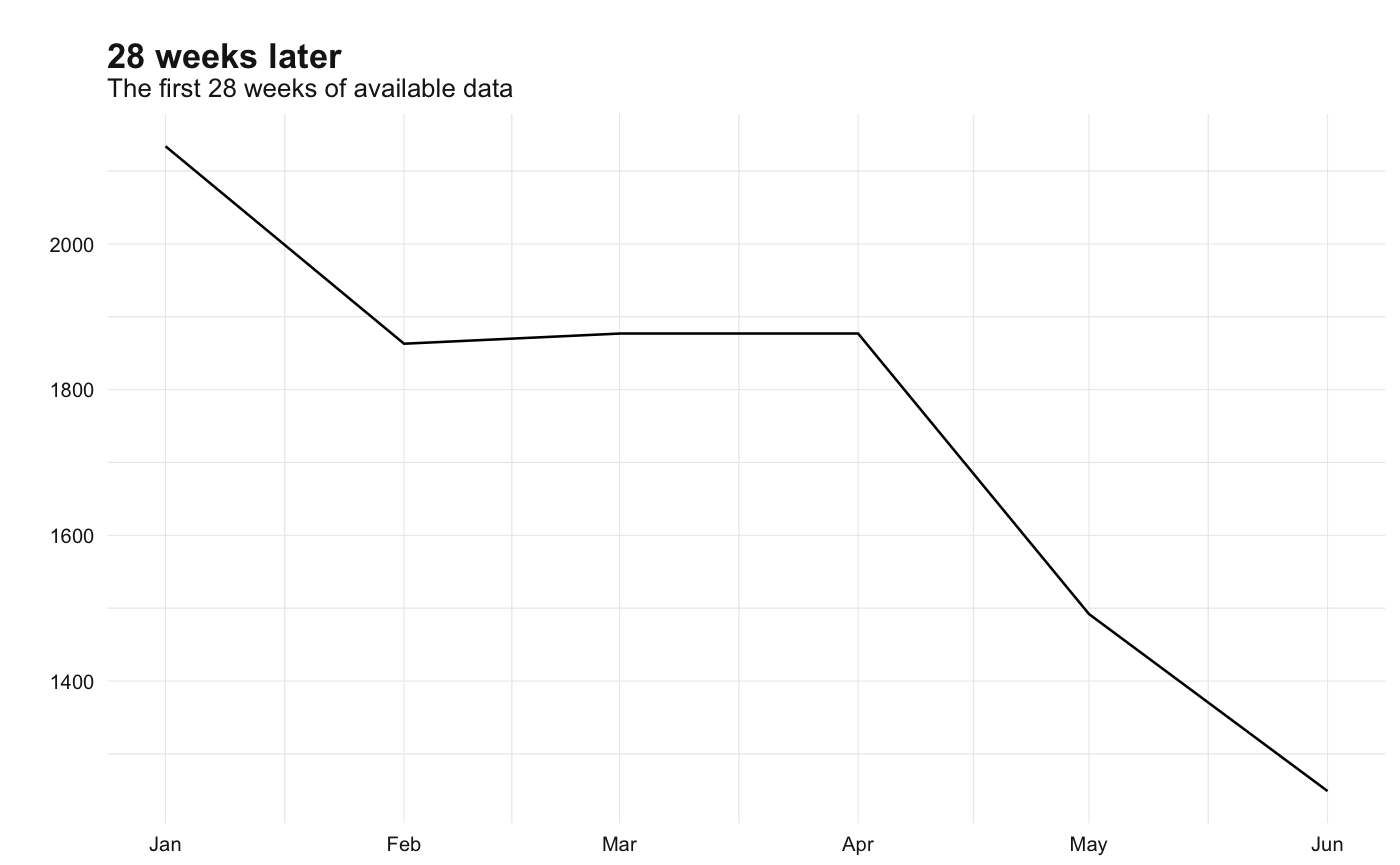 28 weeks later
The first 28 weeks of available data
2000
1800
1600
1400
Jan Feb Mar Apr May Jun